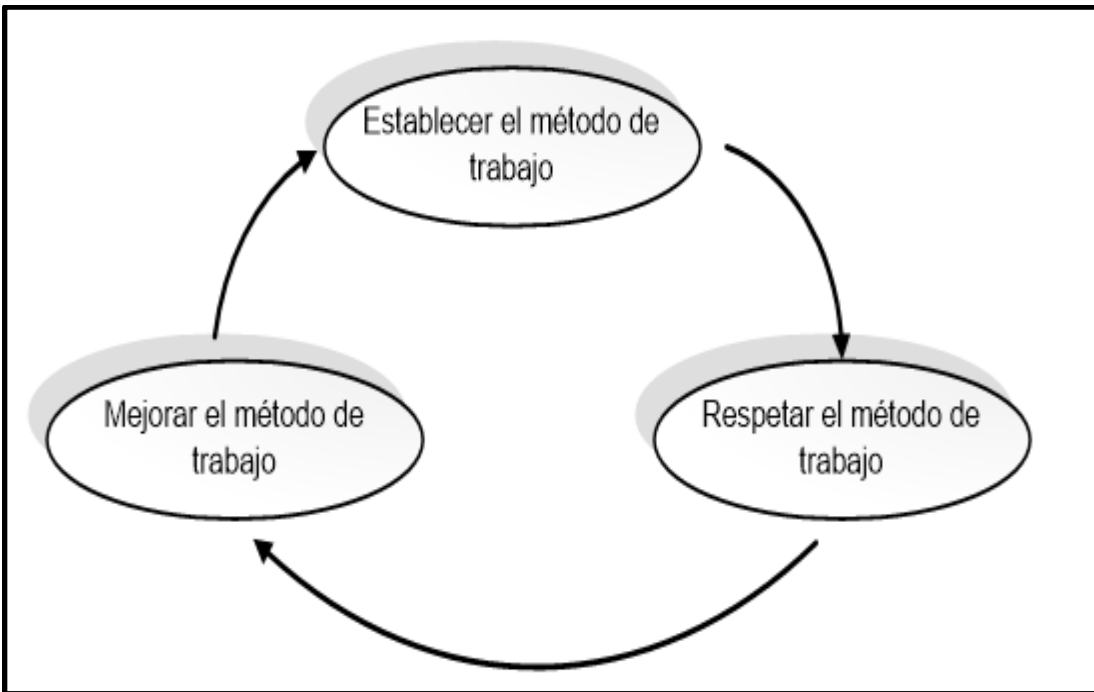 Establecer el método de
trabajo
Mejorar el método de
trabajo
Respetar el método de
trabajo